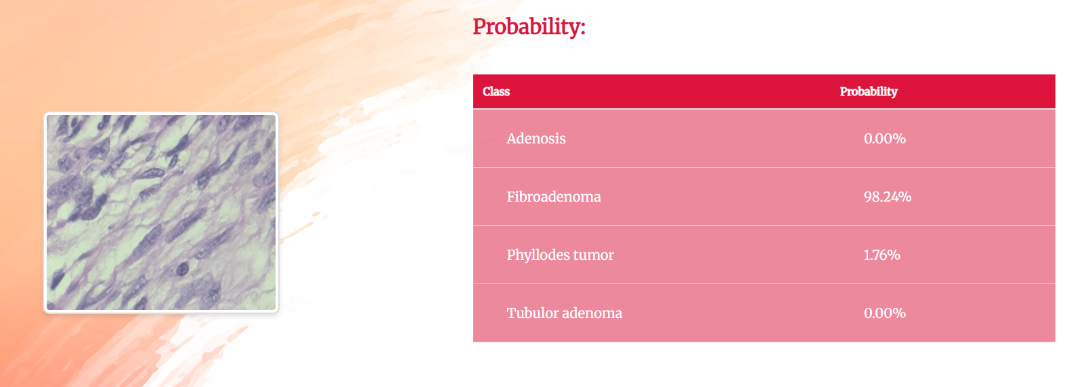 Probability:
Class Probability
Adenosis 0.00%
Fibroadenoma 98.24%
Phyllodes tumor 1.76%
Tubulor adenoma 0.00%